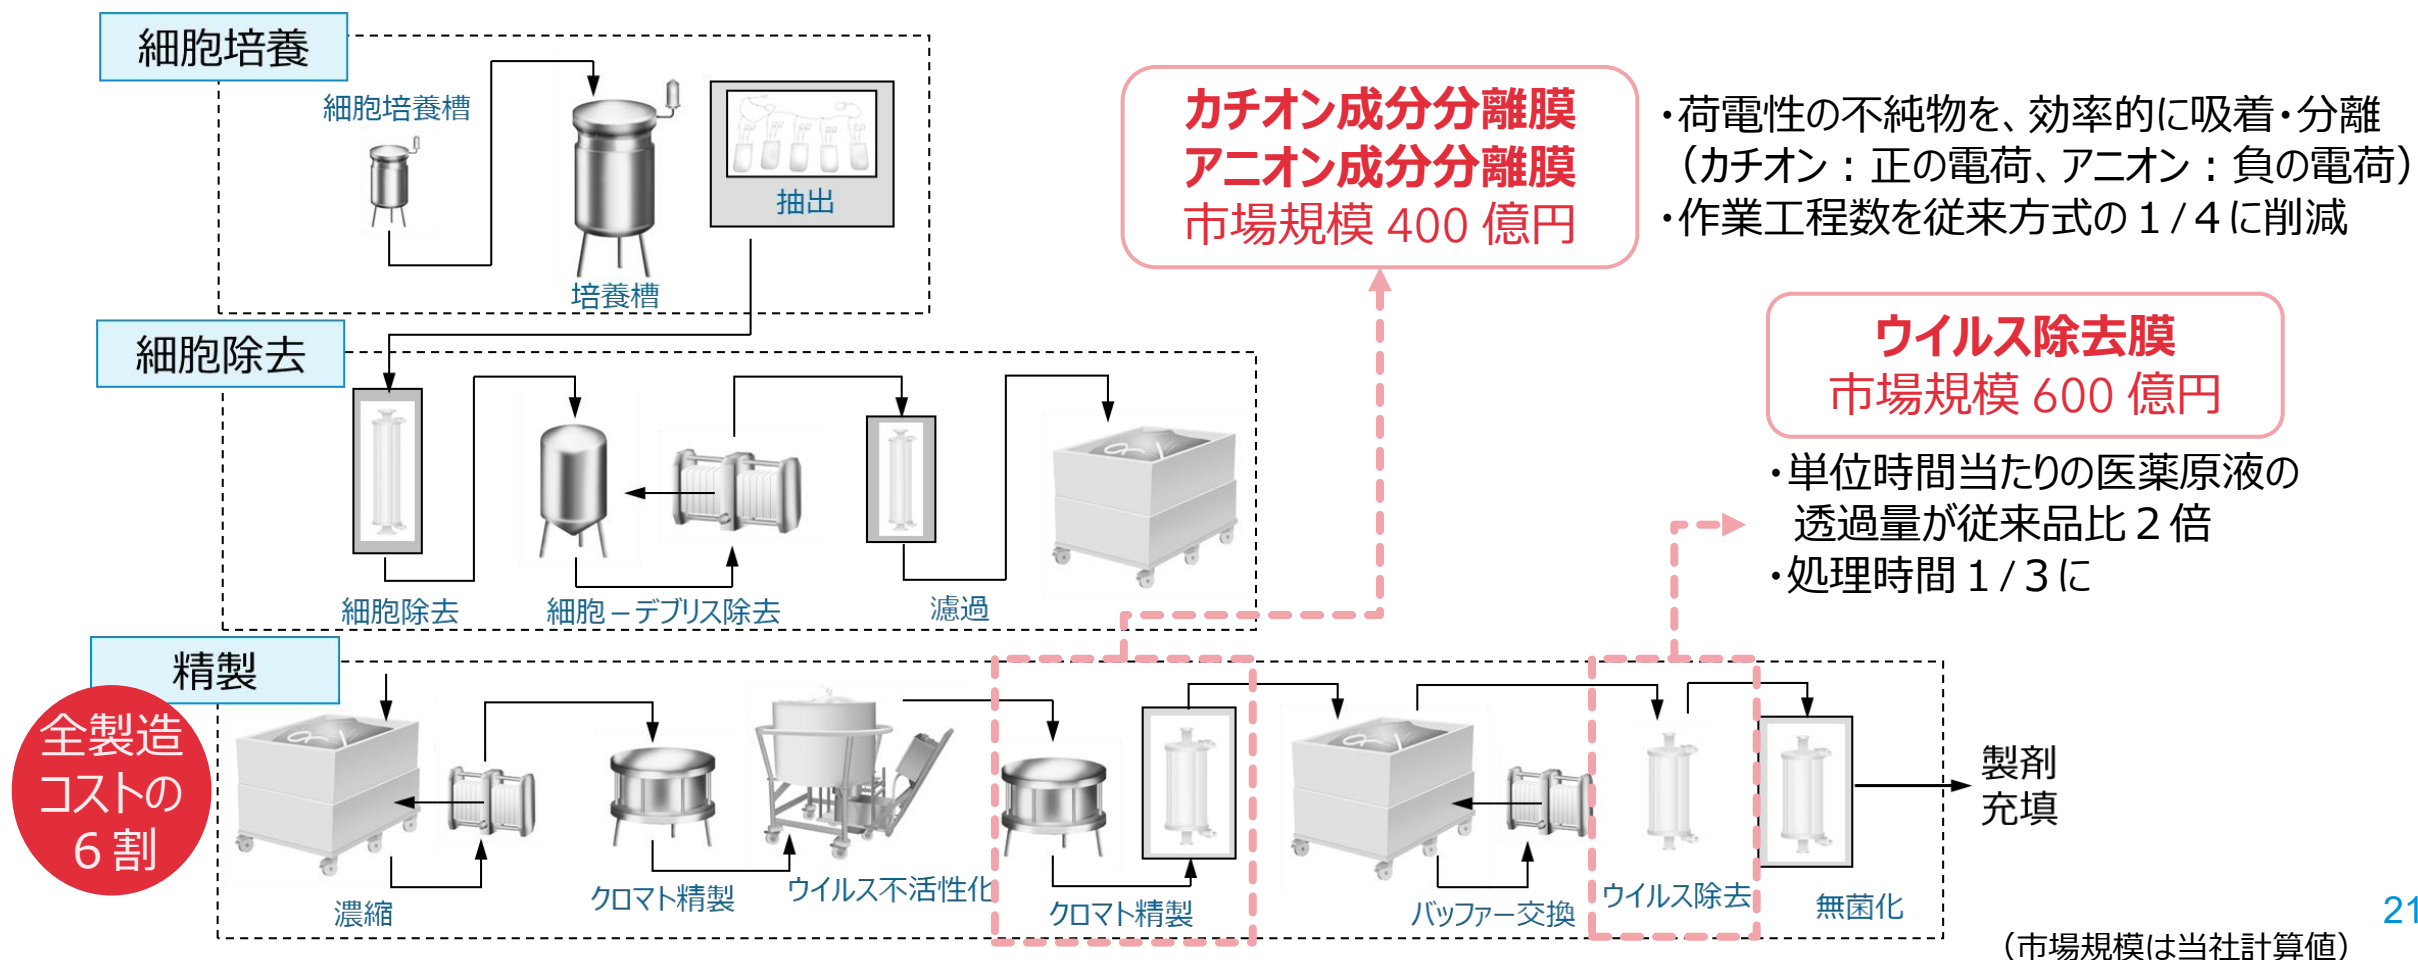 細胞培養
細胞培養槽
培養槽
抽出
カチオン成分分離膜
アニオン成分分離膜
市場規模 400 億円
・荷電性の不純物を、効率的に吸着・分離
（カチオン：正の電荷、アニオン：負の電荷）
・作業工程数を従来方式の１/４に削減
ウイルス除去膜
市場規模 600 億円
・単位時間当たりの医薬原液の
透過量が従来品比２倍
・処理時間１/３に
細胞除去
細胞除去
細胞－デブリス除去
濾過
精製
全製造
コストの
６割
濃縮
クロマト精製
ウイルス不活性化
クロマト精製
バッファー交換
ウイルス除去
無菌化
製剤
充填
21
（市場規模は当社計算値）